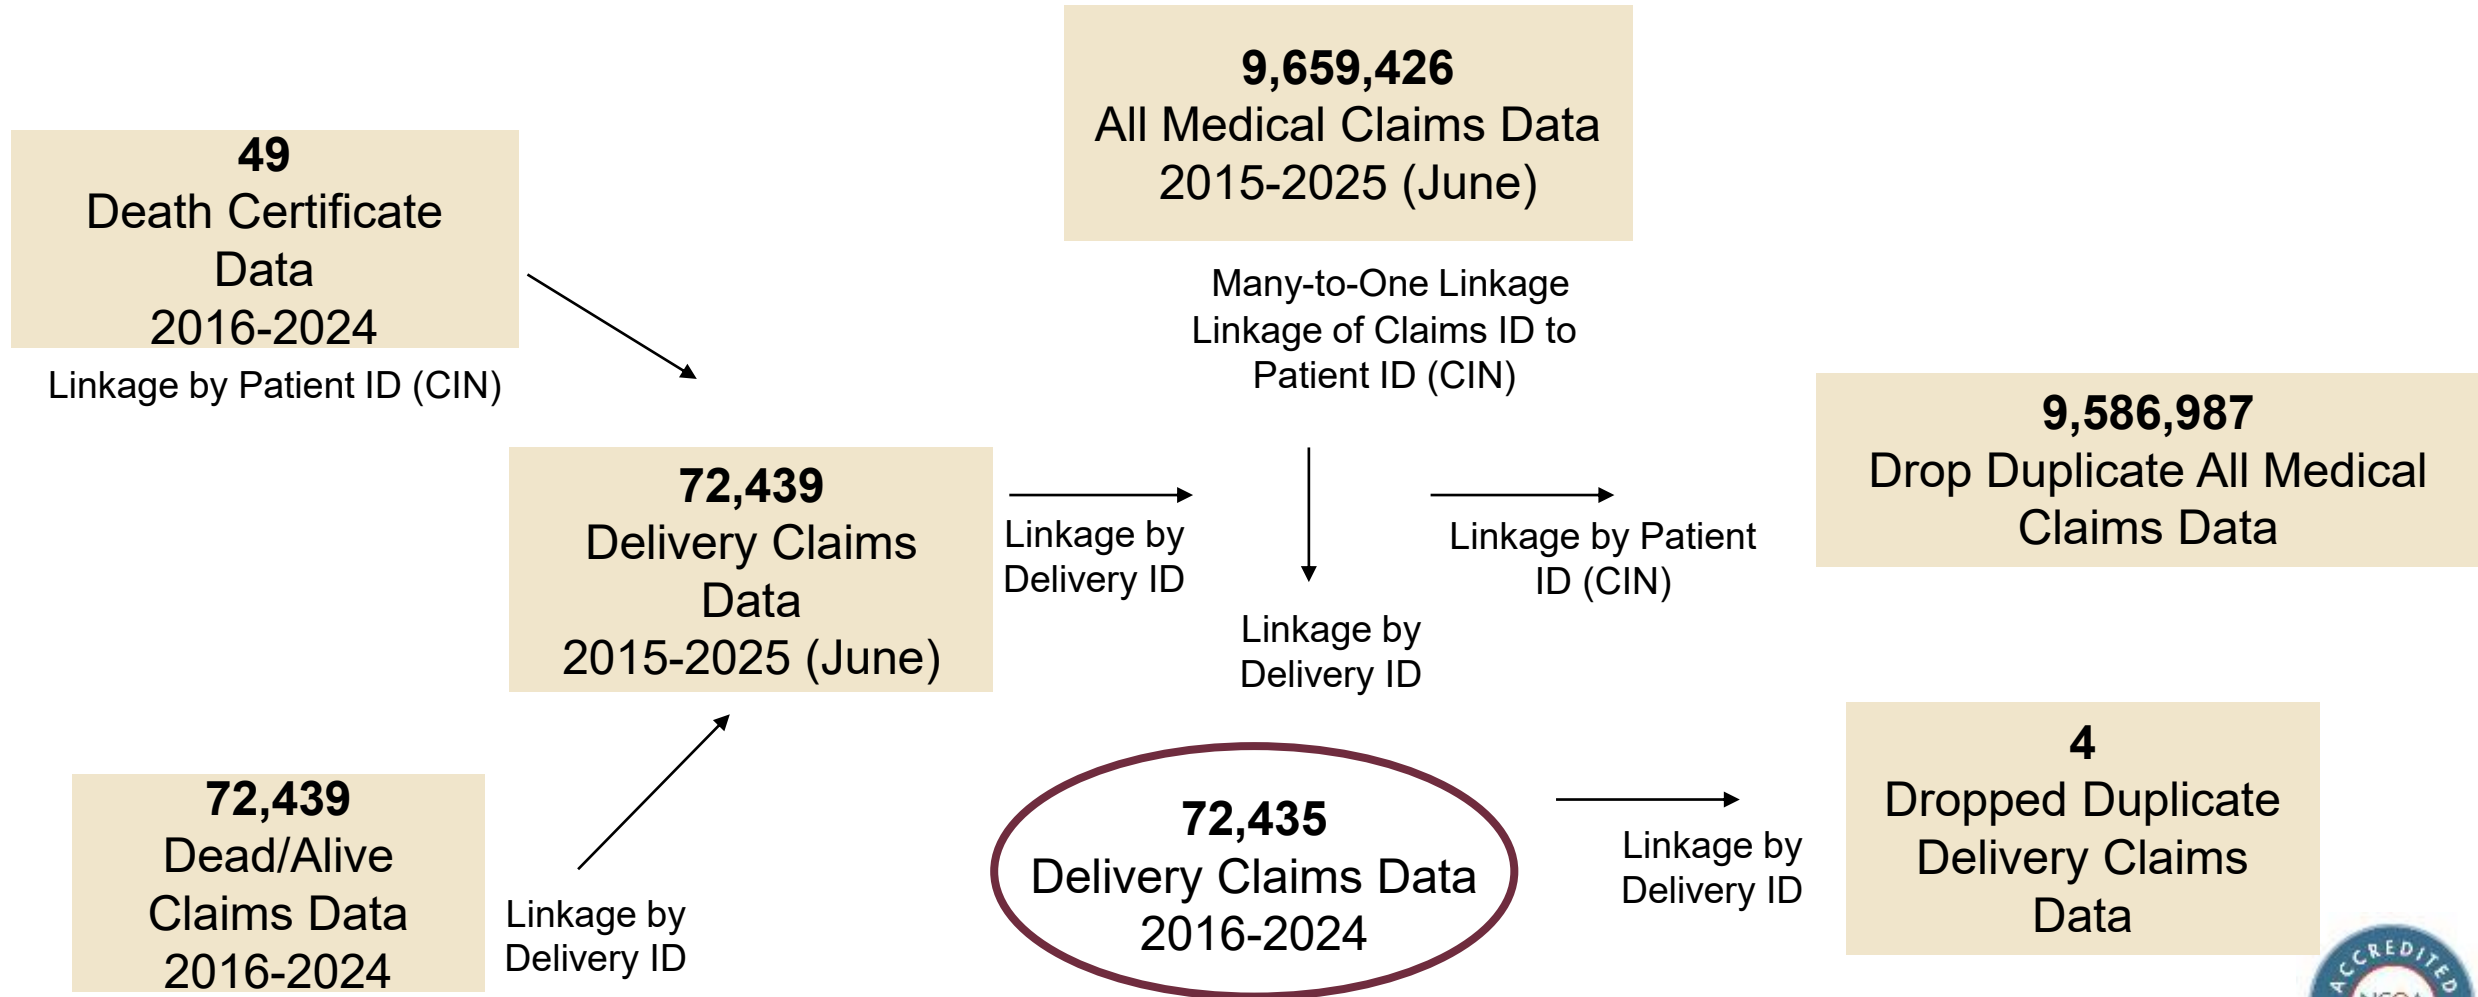 9,659,426
All Medical Claims Data
2015-2025 (June)
49
Death Certificate
Data
2016-2024
Linkage by Patient ID (CIN)
Many-to-One Linkage
Linkage of Claims ID to
Patient ID (CIN)
9,586,987
Drop Duplicate All Medical
Claims Data
72,439
Delivery Claims
Data
2015-2025 (June)
Linkage by
Delivery ID
Linkage by Patient
ID (CIN)
Linkage by
Delivery ID
72,439
Dead/Alive
Claims Data
2016-2024
Linkage by
Delivery ID
72,435
Delivery Claims Data
2016-2024
Linkage by
Delivery ID
4
Dropped Duplicate
Delivery Claims
Data
ACCREDITED